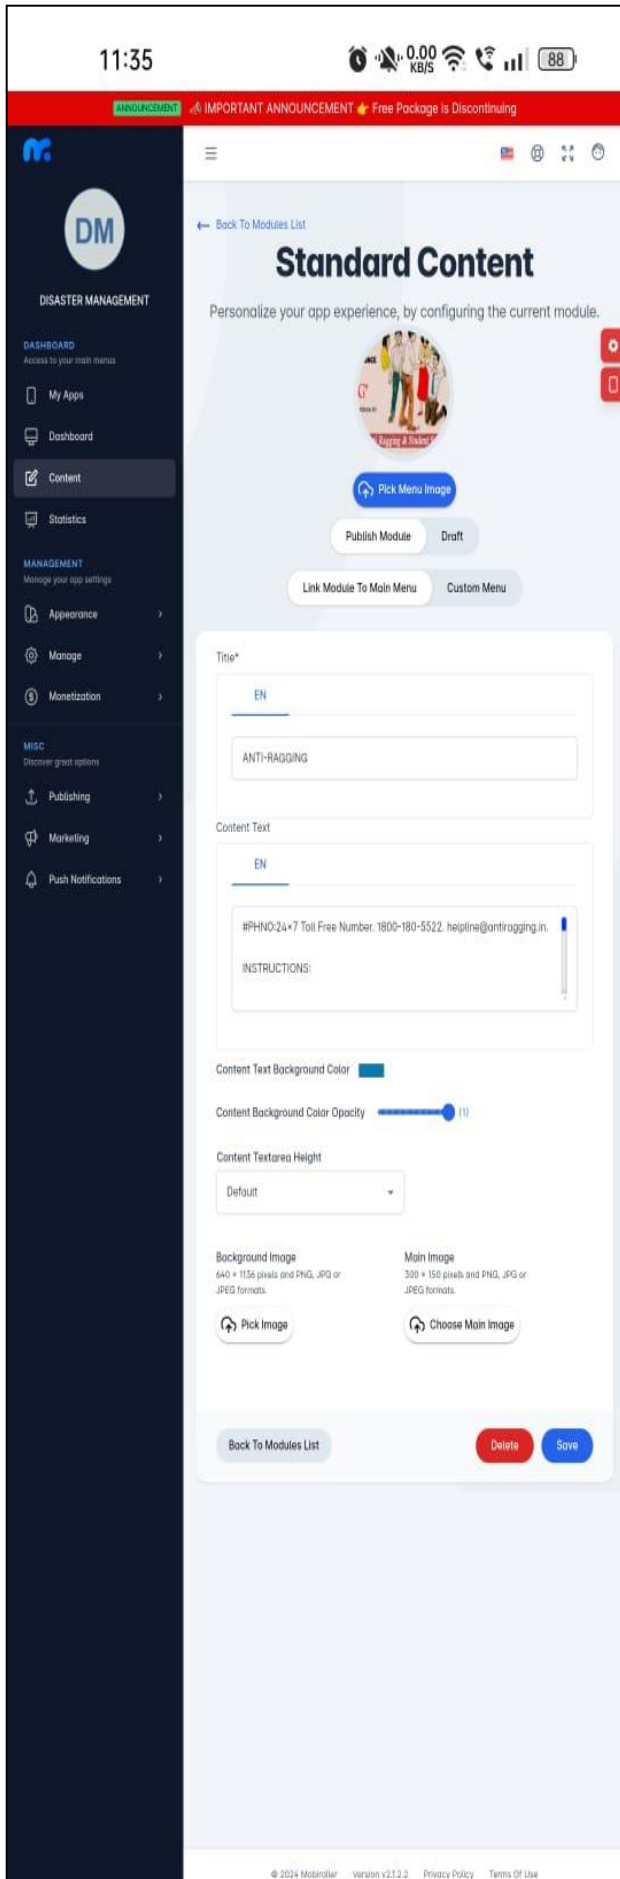 11:35
0.00
KB/S
88
ANNOUNCEMENT
IMPORTANT ANNOUNCEMENT
Free Package is Discontinuing
DM
DISASTER MANAGEMENT
DASHBOARD
Access to your main menus
My Apps
Dashboard
Content
Statistics
MANAGEMENT
Manage your app settings
Appearance
Manage
Monetization
MISC
Discover great options
Publishing
Marketing
Push Notifications
Back To Modules List
Standard Content
Personalize your app experience, by configuring the current module.
Ragging & Student
Pick Menu Image
Publish Module
Draft
Link Module To Main Menu
Custom Menu
Title*
EN
ANTI-RAGGING
Content Text
EN
#PHNO:24×7 Toll Free Number. 1800-180-5522. helpline@antiragging.in.
INSTRUCTIONS:
Content Text Background Color
Content Background Color Opacity
(1)
Content Textarea Height
Default
Background Image
640 × 1136 pixels and PNG, JPG or
JPEG formats.
Pick Image
Main Image
300 × 150 pixels and PNG, JPG or
JPEG formats.
Choose Main Image
Back To Modules List
Delete
Save
© 2024 Mobiroller
Version v2.1.2.2
Privacy Policy
Terms Of Use